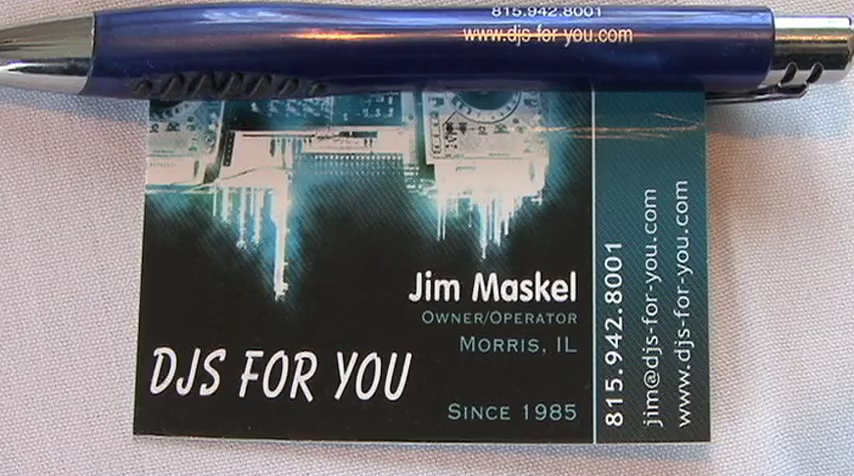 815.942.8001
www.djs-for-you.com
Jim Maskel
OWNER/OPERATOR
MORRIS, IL
DJS FOR YOU
SINCE 1985
815.942.8001
jim@djs-for-you.com
www.djs-for-you.com